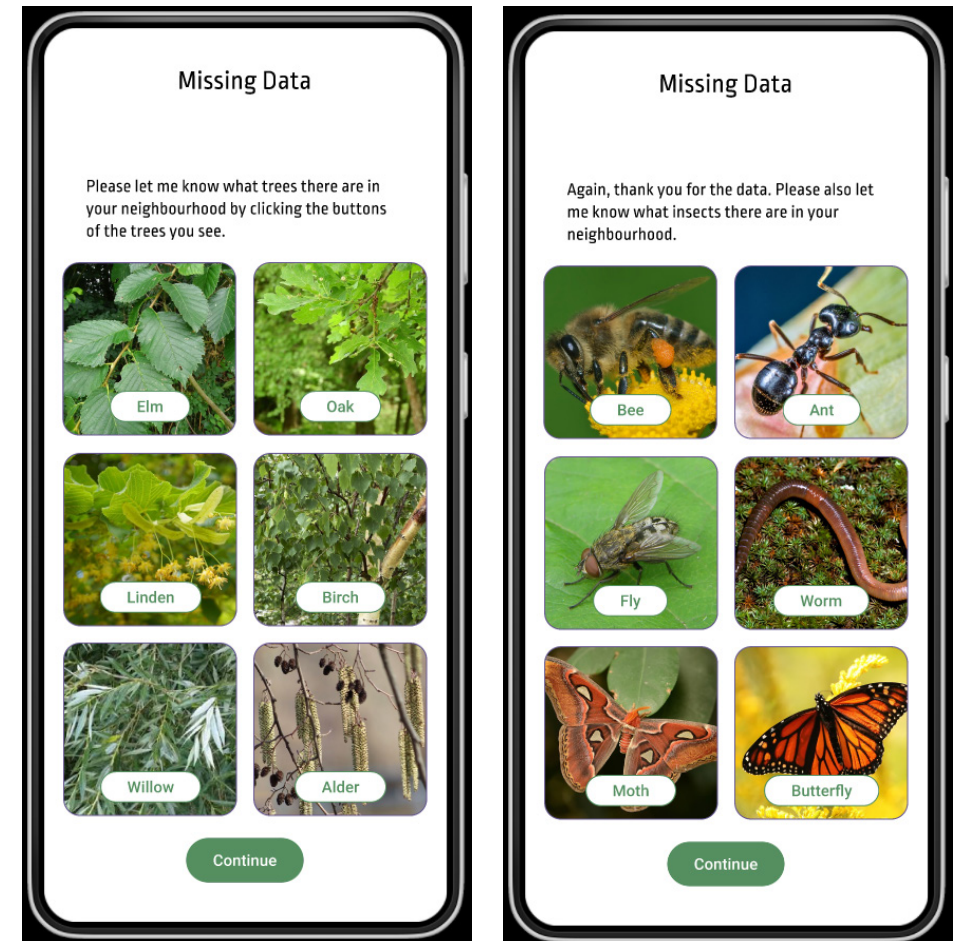 Missing Data
Please let me know what trees there are in
your neighbourhood by clicking the buttons
of the trees you see.
Elm
Oak
Linden
Birch
Willow
Alder
Continue
Missing Data
Again, thank you for the data. Please also let
me know what insects there are in your
neighbourhood.
Bee
Ant
Fly
Worm
Moth
Butterfly
Continue